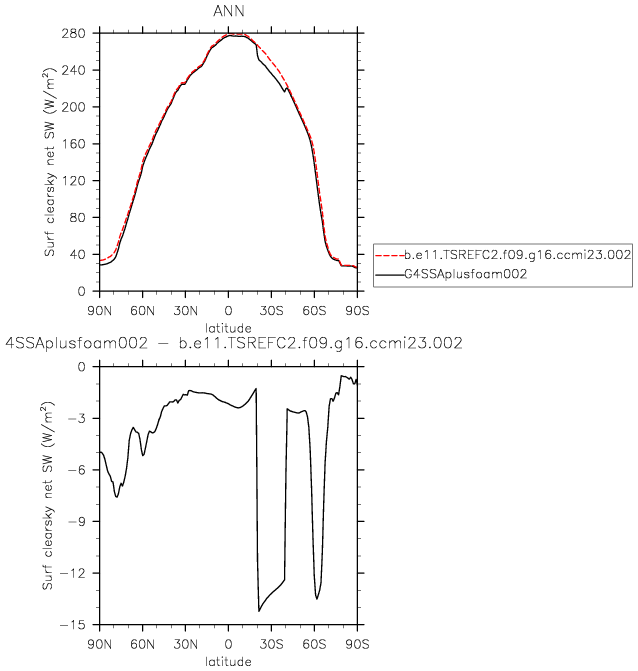 ANN
Surf clearsky net SW (W/m²)
280
240
200
160
120
80
40
0
90N 60N 30N 0 30S 60S 90S
latitude
b.e11.TSREFC2.f09.g16.ccmi23.002
G4SSAplusfoam002
4SSAplusfoam002 – b.e11.TSREFC2.f09.g16.ccmi23.002
Surf clearsky net SW (W/m²)
0
−3
−6
−9
−12
−15
90N 60N 30N 0 30S 60S 90S
latitude